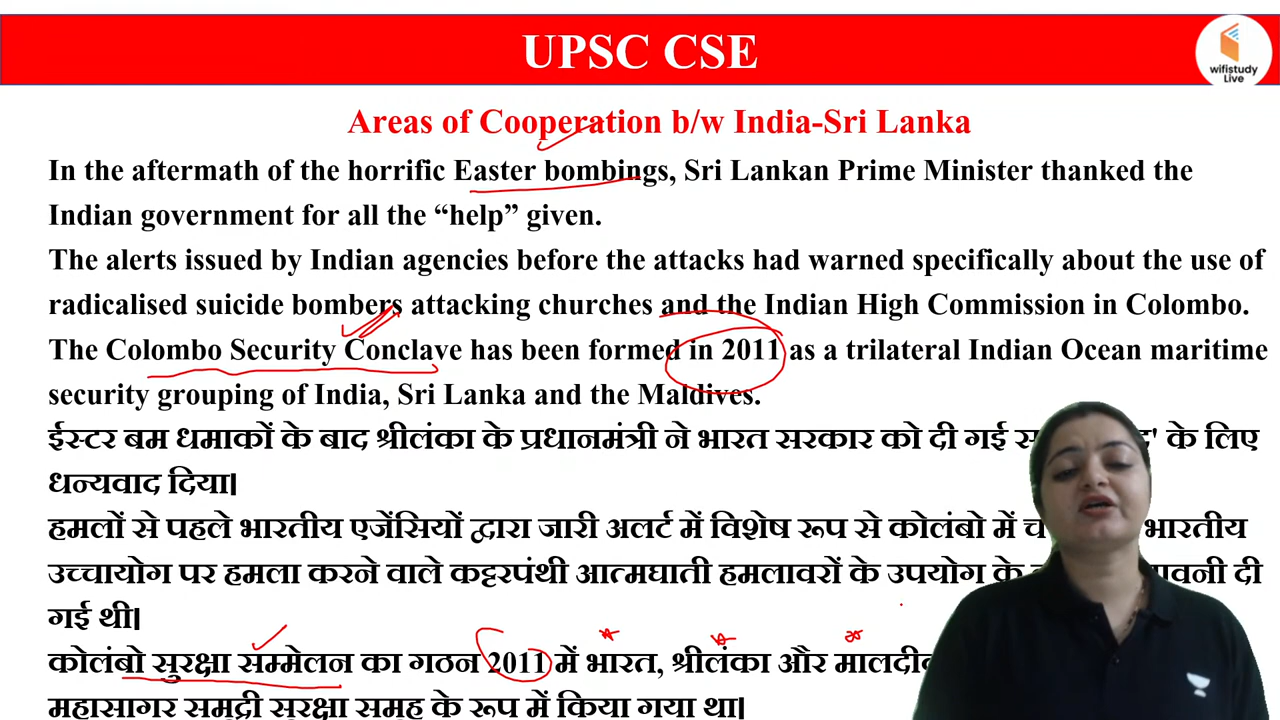 UPSC CSE
wifistudy
Live
Areas of Cooperation b/w India-Sri Lanka
In the aftermath of the horrific Easter bombings, Sri Lankan Prime Minister thanked the
Indian government for all the “help” given.
The alerts issued by Indian agencies before the attacks had warned specifically about the use of
radicalised suicide bombers attacking churches and the Indian High Commission in Colombo.
The Colombo Security Conclave has been formed in 2011 as a trilateral Indian Ocean maritime
security grouping of India, Sri Lanka and the Maldives.
ईस्टर बम धमाकों के बाद श्रीलंका के प्रधानमंत्री ने भारत सरकार को दी गई के लिए
धन्यवाद दिया।
हमलों से पहले भारतीय एजेंसियों द्वारा जारी अलर्ट में विशेष रूप से कोलंबो में भारतीय
उच्चायोग पर हमला करने वाले कट्टरपंथी आत्मघाती हमलावरों के उपयोग के दी
गई थी।
कोलंबो सुरक्षा सम्मेलन का गठन 2011 में भारत, श्रीलंका और
महासागर समुद्री सुरक्षा समूह के रूप में किया गया था।